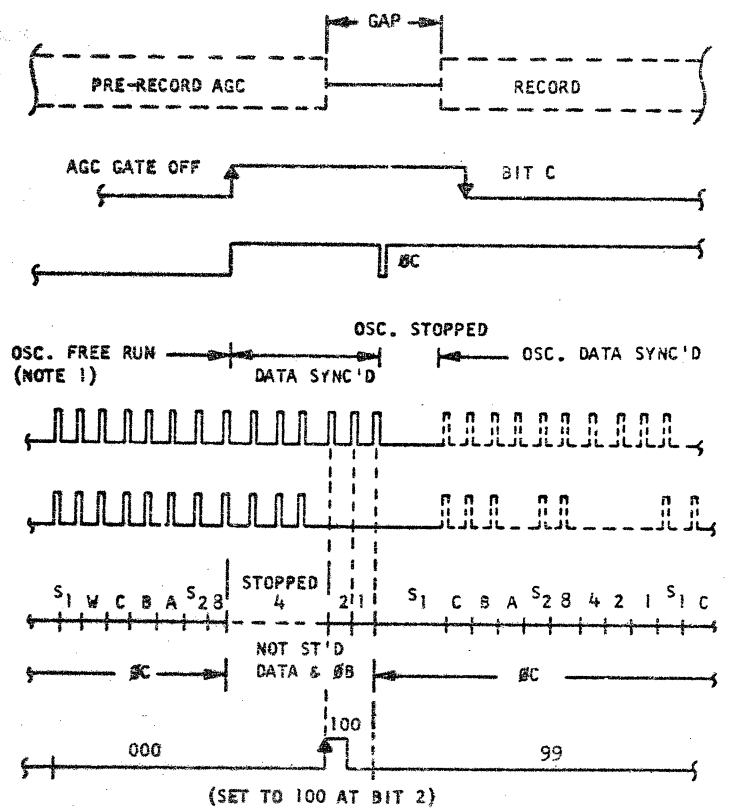 GAP
PRE-RECORD AGC
RECORD
AGC GATE OFF
BIT C
ØC
OSC. STOPPED
OSC. FREE RUN
OSC. DATA SYNC'D
(NOTE 1)
DATA SYNC'D
STOPPED
S1 W C B A S2 8 4 2 1 S1 C B A S2 8 4 2 1 S1 C
NOT ST'D
ØC DATA & ØB ØC
100
000
99
(SET TO 100 AT BIT 2)